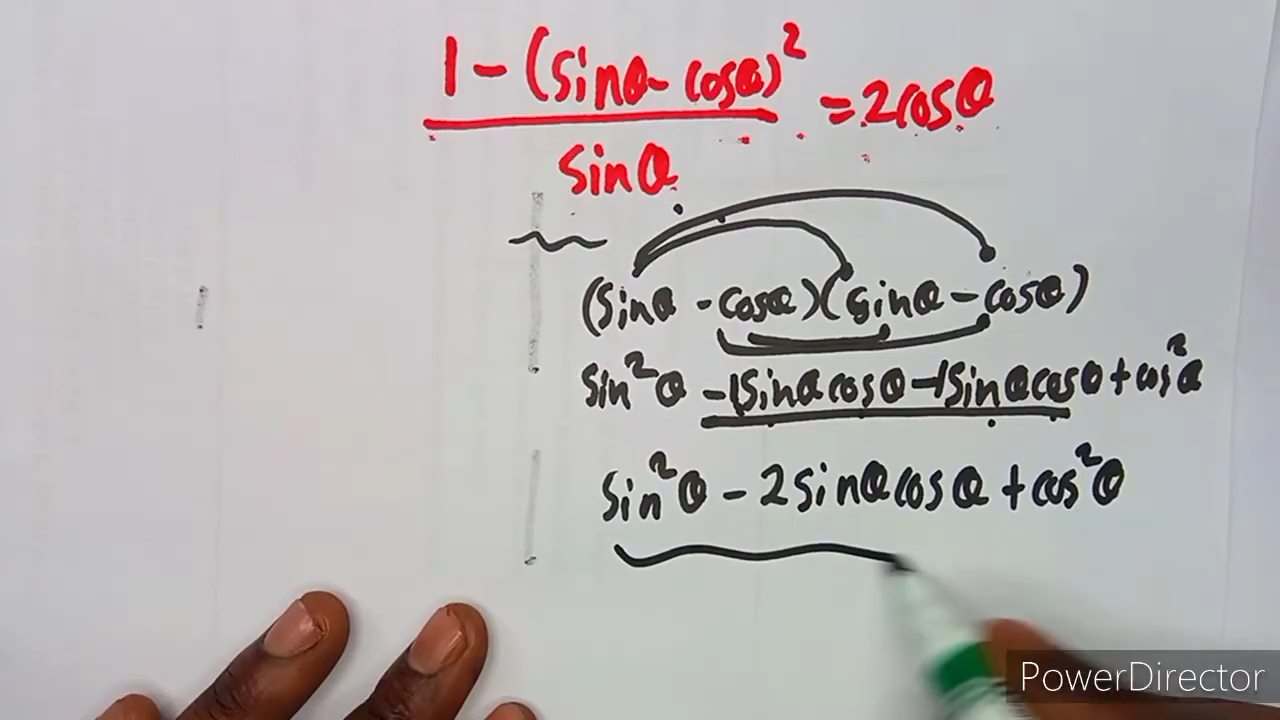 1 - (sinθ - cosθ)² = 2cosθ
sinθ
(sinθ - cosθ)(sinθ - cosθ)
sin²θ - 1sinθcosθ - 1sinθcosθ + cos²θ
sin²θ - 2sinθcosθ + cos²θ
PowerDirector